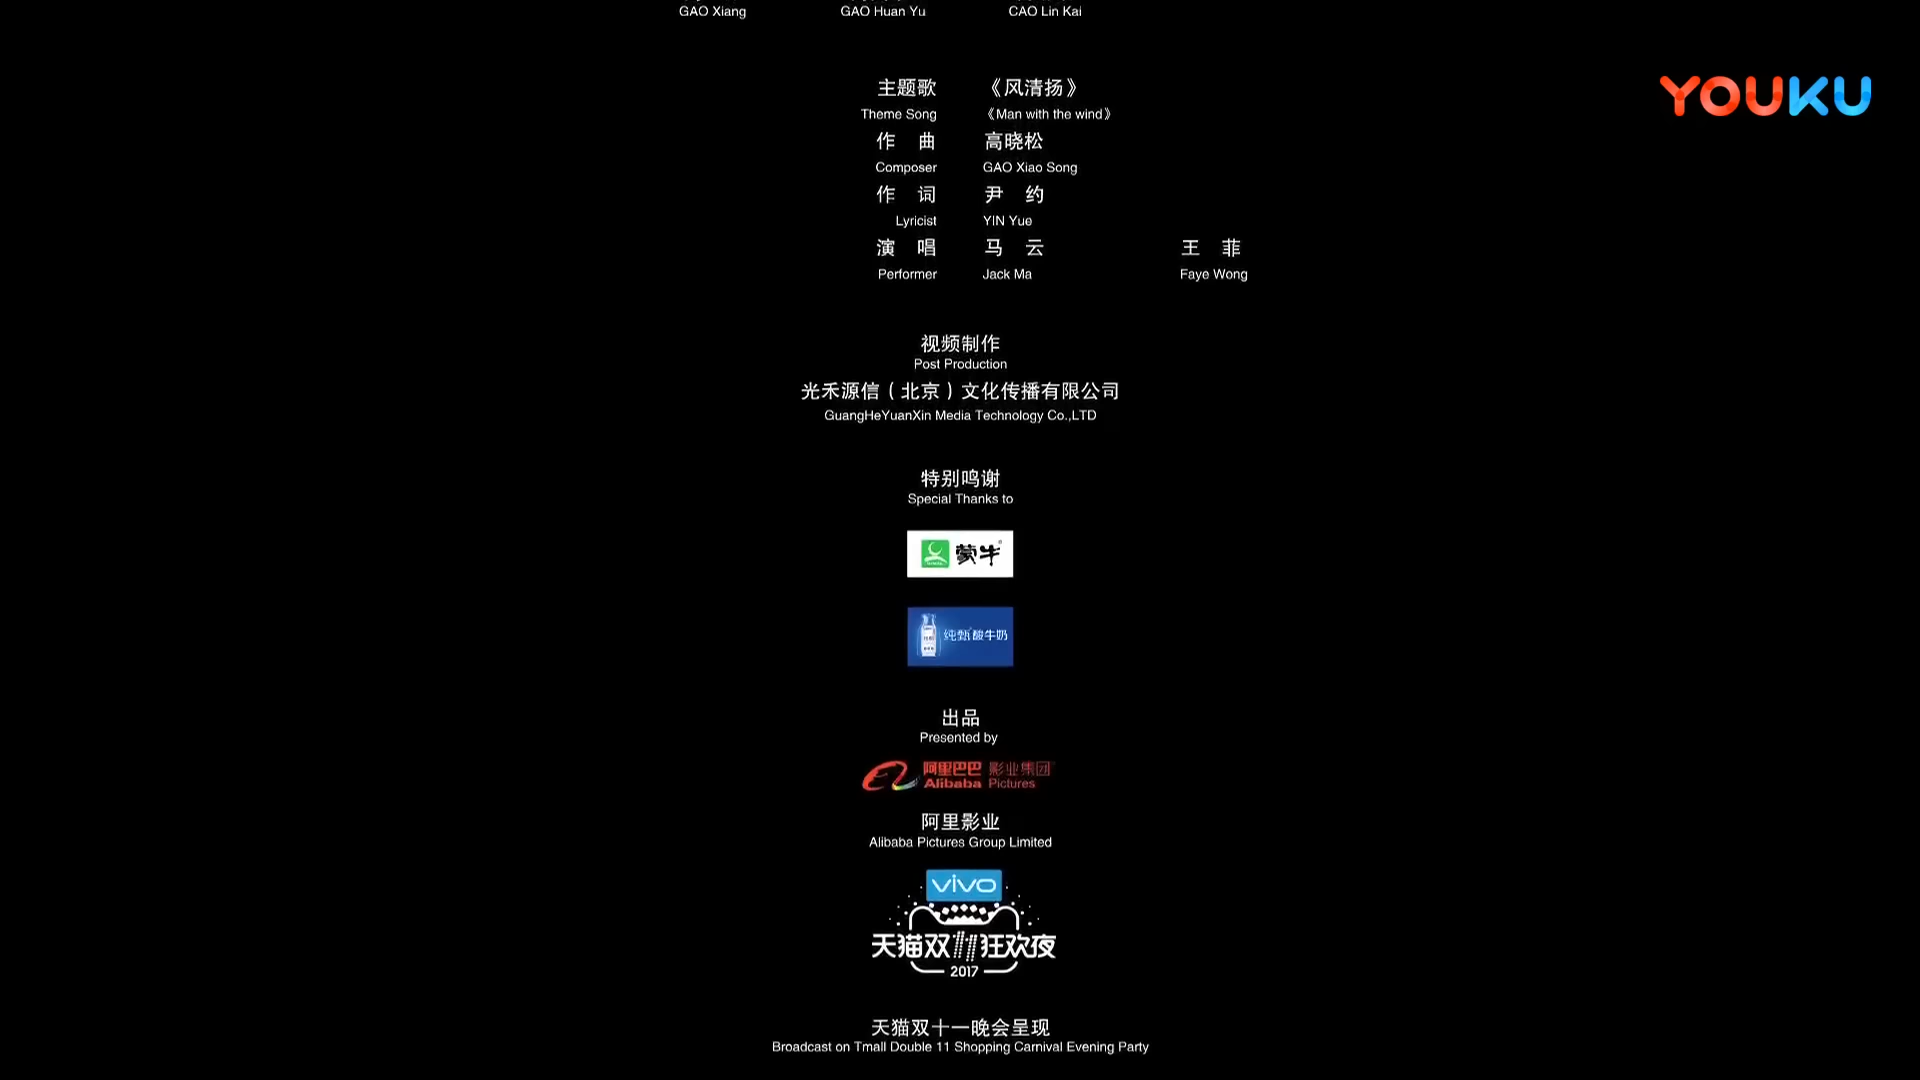 GAO Xiang GAO Huan Yu CAO Lin Kai
YOUKU
主题歌 《风清扬》
Theme Song 《Man with the wind》
作 曲 高晓松
Composer GAO Xiao Song
作 词 尹 约
Lyricist YIN Yue
演 唱 马 云 王 菲
Performer Jack Ma Faye Wong
视频制作
Post Production
光禾源信（北京）文化传播有限公司
GuangHeYuanXin Media Technology Co.,LTD
特别鸣谢
Special Thanks to
蒙牛
纯甄 酸牛奶
出品
Presented by
阿里巴巴 影业集团
Alibaba Pictures
阿里影业
Alibaba Pictures Group Limited
vivo
天猫双11狂欢夜
2017
天猫双十一晚会呈现
Broadcast on Tmall Double 11 Shopping Carnival Evening Party